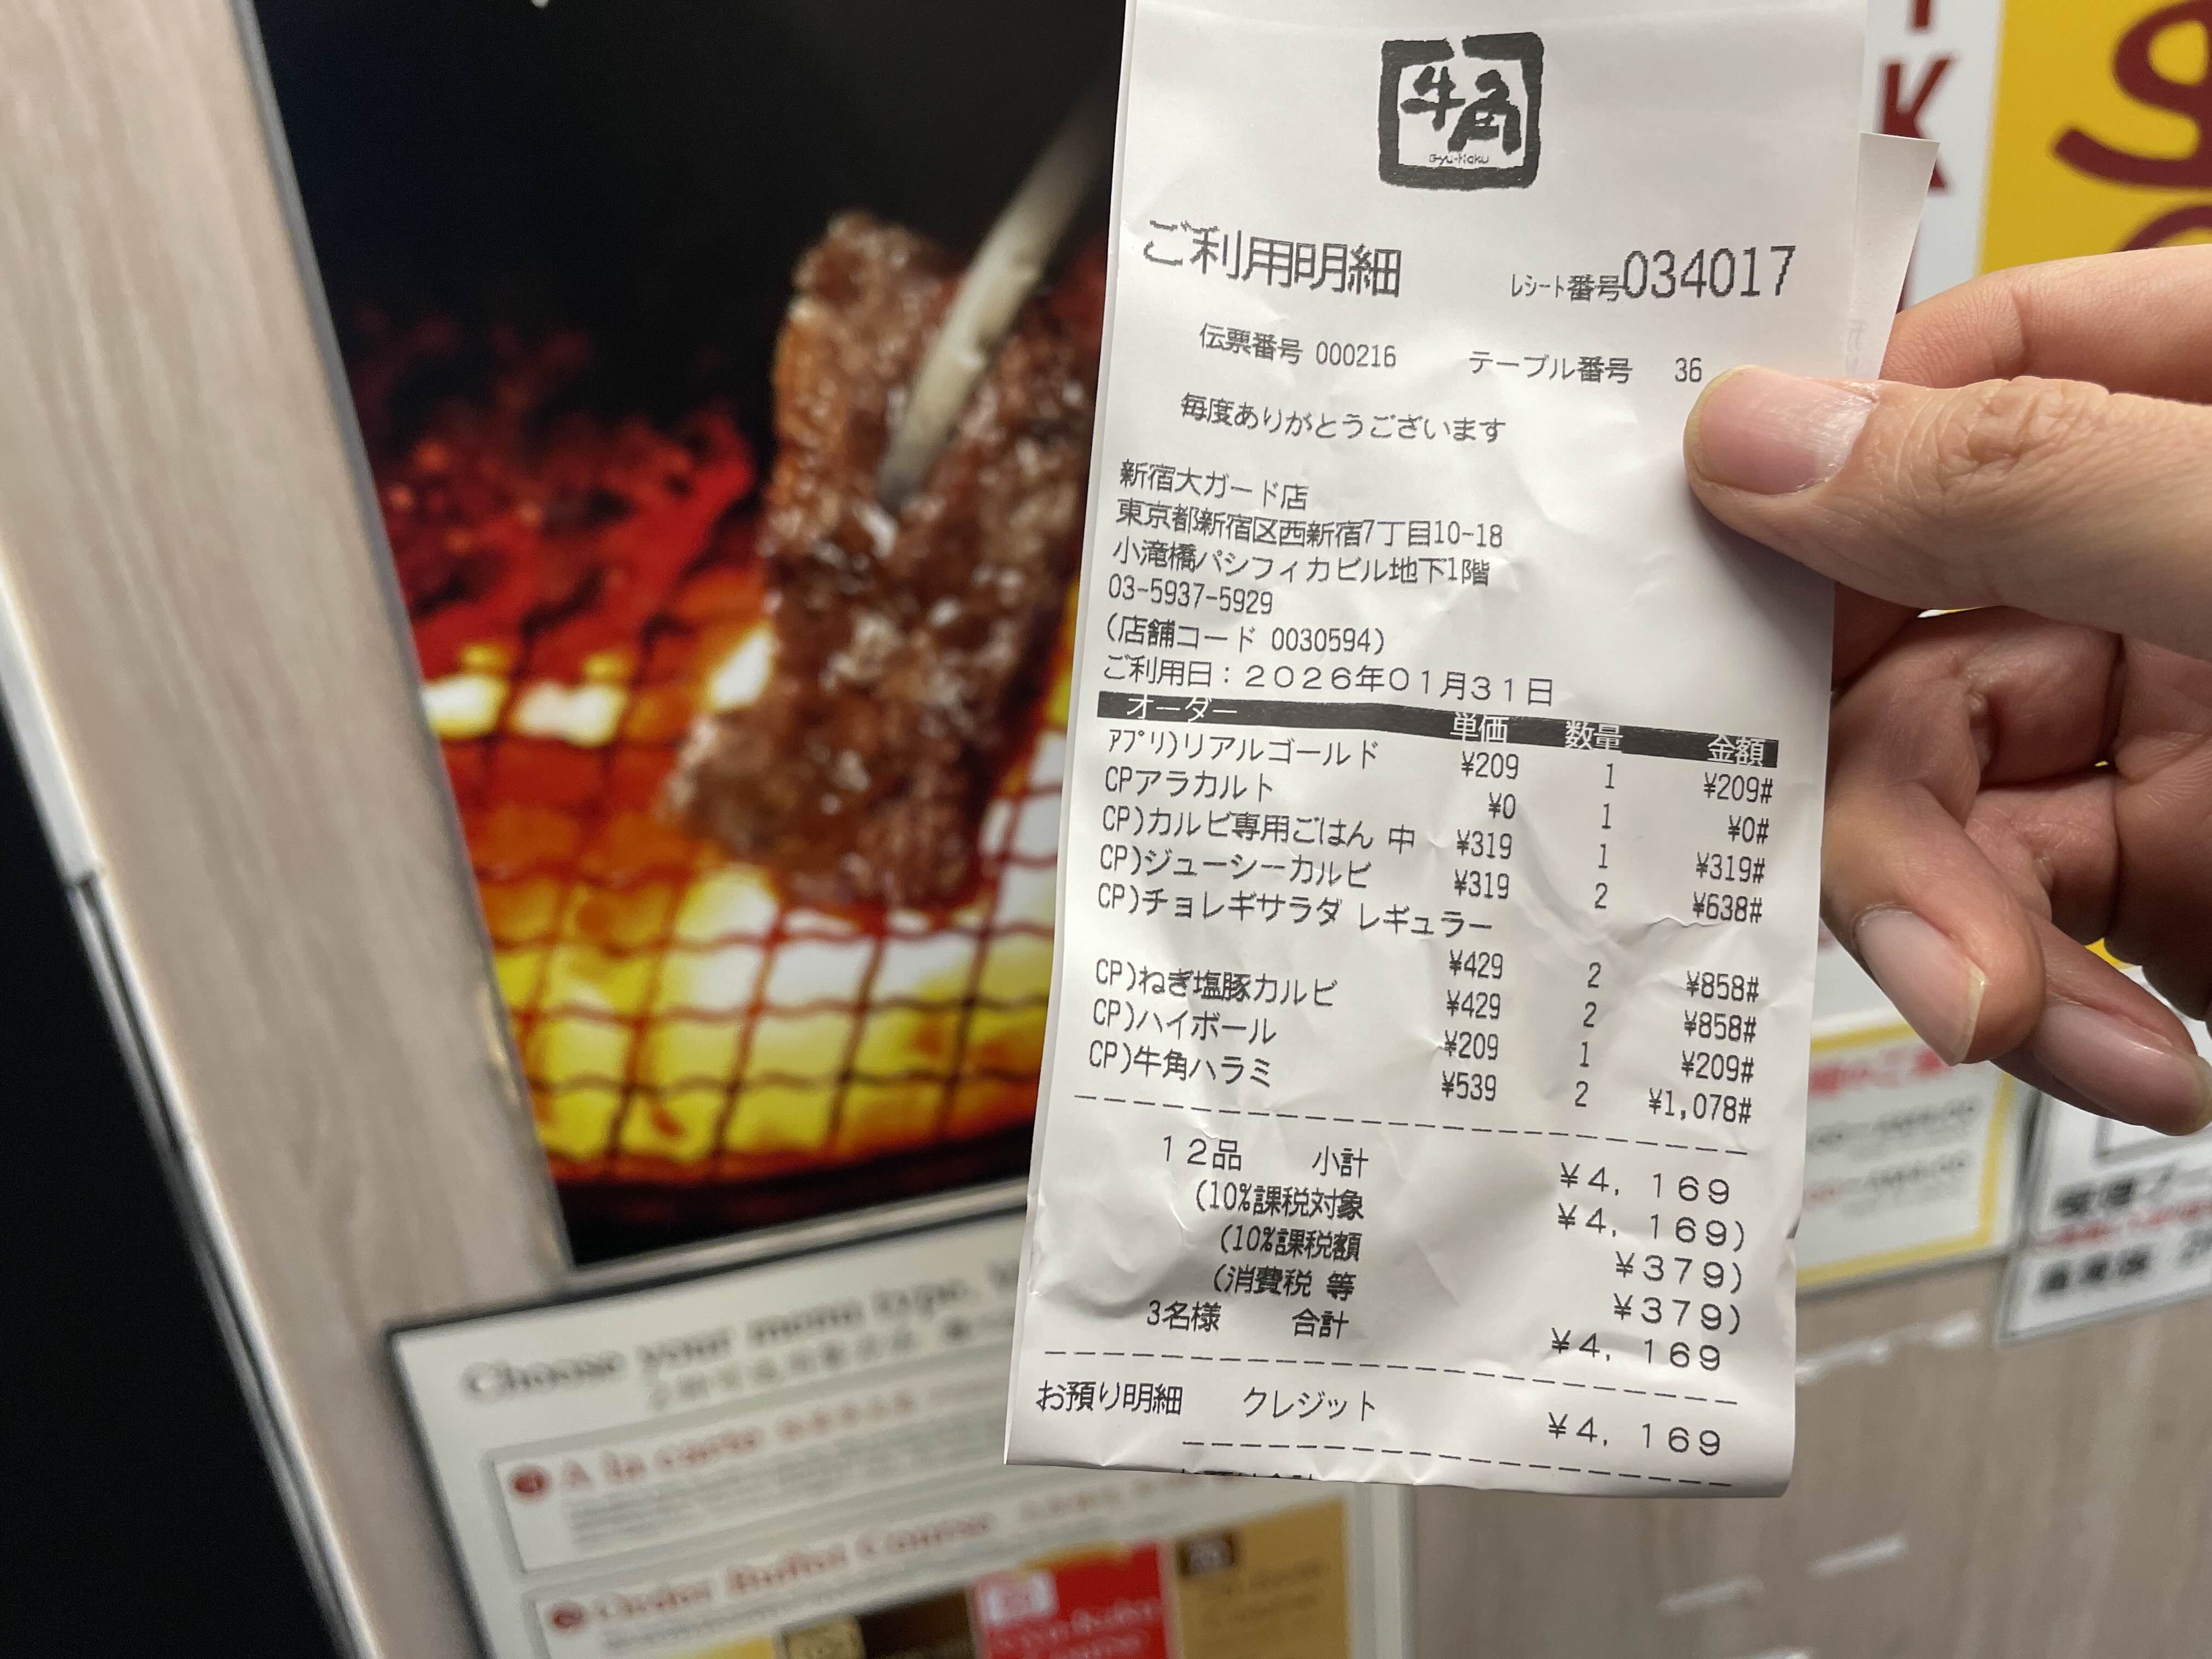 牛角
Gyu-Kaku
ご利用明細 ﾚｼｰﾄ番号034017
伝票番号 000216 テーブル番号 36
毎度ありがとうございます
新宿大ガード店
東京都新宿区西新宿7丁目10-18
小滝橋パシフィカビル地下1階
03-5937-5929
(店舗コード 0030594)
ご利用日：２０２６年０１月３１日
オーダー 単価 数量 金額
ｱﾌﾟﾘ)リアルゴールド ¥209 1 ¥209#
CPアラカルト ¥0 1 ¥0#
CP)カルビ専用ごはん 中 ¥319 1 ¥319#
CP)ジューシーカルビ ¥319 2 ¥638#
CP)チョレギサラダ レギュラー
¥429 2 ¥858#
CP)ねぎ塩豚カルビ ¥429 2 ¥858#
CP)ハイボール ¥209 1 ¥209#
CP)牛角ハラミ ¥539 2 ¥1,078#
１２品 小計 ¥４，１６９
(10%課税対象 ¥４，１６９)
(10%課税額 ¥３７９)
(消費税 等 ¥３７９)
3名様 合計 ¥４，１６９
お預り明細 クレジット ¥４，１６９
Choose your menu type.
A la carte
Order Buffet Course